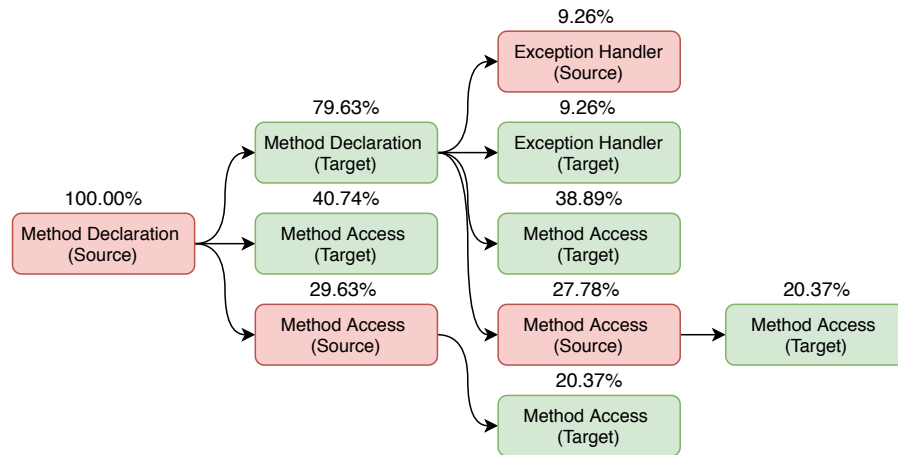 100.00%
Method Declaration
(Source)
79.63%
Method Declaration
(Target)
40.74%
Method Access
(Target)
29.63%
Method Access
(Source)
9.26%
Exception Handler
(Source)
9.26%
Exception Handler
(Target)
38.89%
Method Access
(Target)
27.78%
Method Access
(Source)
20.37%
Method Access
(Target)
20.37%
Method Access
(Target)